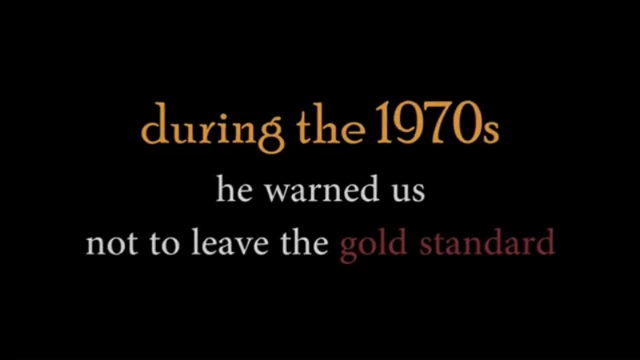 during the 1970s
he warned us
not to leave the gold standard